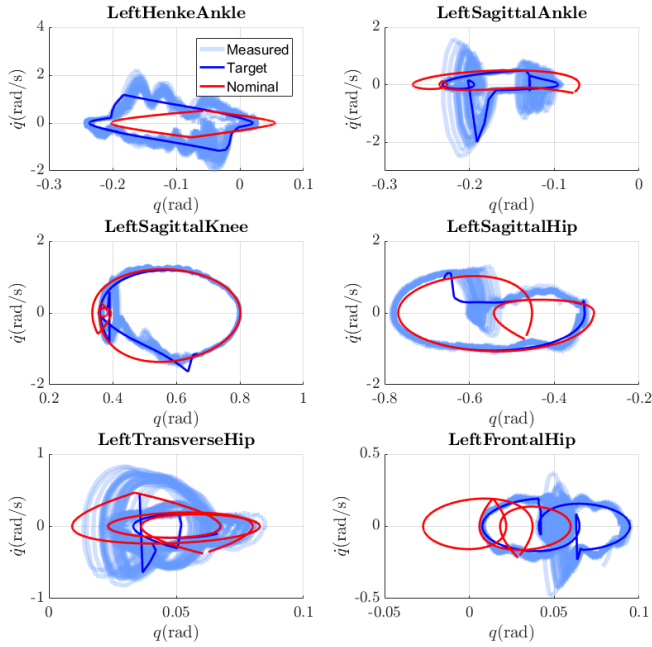 LeftHenkeAnkle
4
2
0
-2
-0.3 -0.2 -0.1 0 0.1
q(rad)
q̇(rad/s)
Measured
Target
Nominal
LeftSagittalAnkle
2
0
-2
-0.3 -0.2 -0.1 0
q(rad)
q̇(rad/s)
LeftSagittalKnee
2
0
-2
0.2 0.4 0.6 0.8 1
q(rad)
q̇(rad/s)
LeftSagittalHip
2
0
-2
-0.8 -0.6 -0.4 -0.2
q(rad)
q̇(rad/s)
LeftTransverseHip
1
0
-1
0 0.05 0.1
q(rad)
q̇(rad/s)
LeftFrontalHip
0.5
0
-0.5
-0.05 0 0.05 0.1
q(rad)
q̇(rad/s)